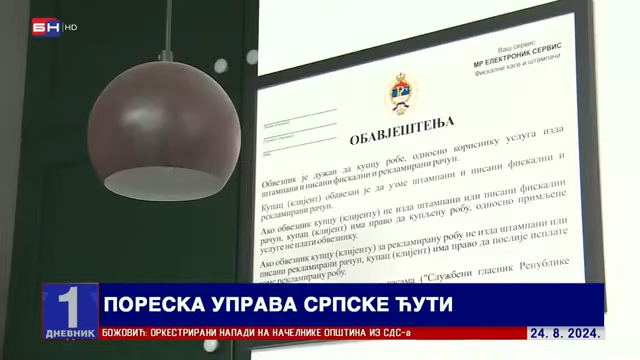 БН HD
Ваш сервис
МР ЕЛЕКТРОНИК СЕРВИС
Фискалне касе и штампачи
ОБАВЈЕШТЕЊА
Обвезник је дужан да купцу робе, односно кориснику услуга изда
штампани и писани фискални и рекламирани рачун.
Купац (клијент) обавезан је да узме штампани и писани фискални и
рекламирани рачун.
Ако обвезник купцу (клијенту) не изда штампани или писани фискални
рачун, купац (клијент) има право да купљену робу, односно примљене
услуге не плати обвезнику.
Ако обвезник купцу (клијенту) за рекламирану робу не изда штампани или
писани рекламирани рачун, купац (клијент) има право да послије исплате
узме рекламирану робу.
("Службени гласник Републике
1
ДНЕВНИК
ПОРЕСКА УПРАВА СРПСКЕ ЋУТИ
БОЖОВИЋ: ОРКЕСТРИРАНИ НАПАДИ НА НАЧЕЛНИКЕ ОПШТИНА ИЗ СДС-а
24. 8. 2024.